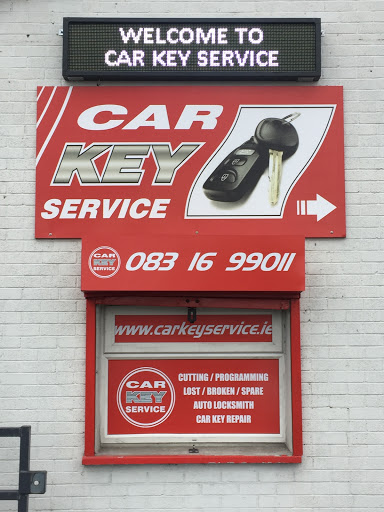 WELCOME TO
CAR KEY SERVICE
CAR
KEY
SERVICE
CAR
KEY
SERVICE
083 16 99011
www.carkeyservice.ie
CAR
KEY
SERVICE
CUTTING / PROGRAMMING
LOST / BROKEN / SPARE
AUTO LOCKSMITH
CAR KEY REPAIR